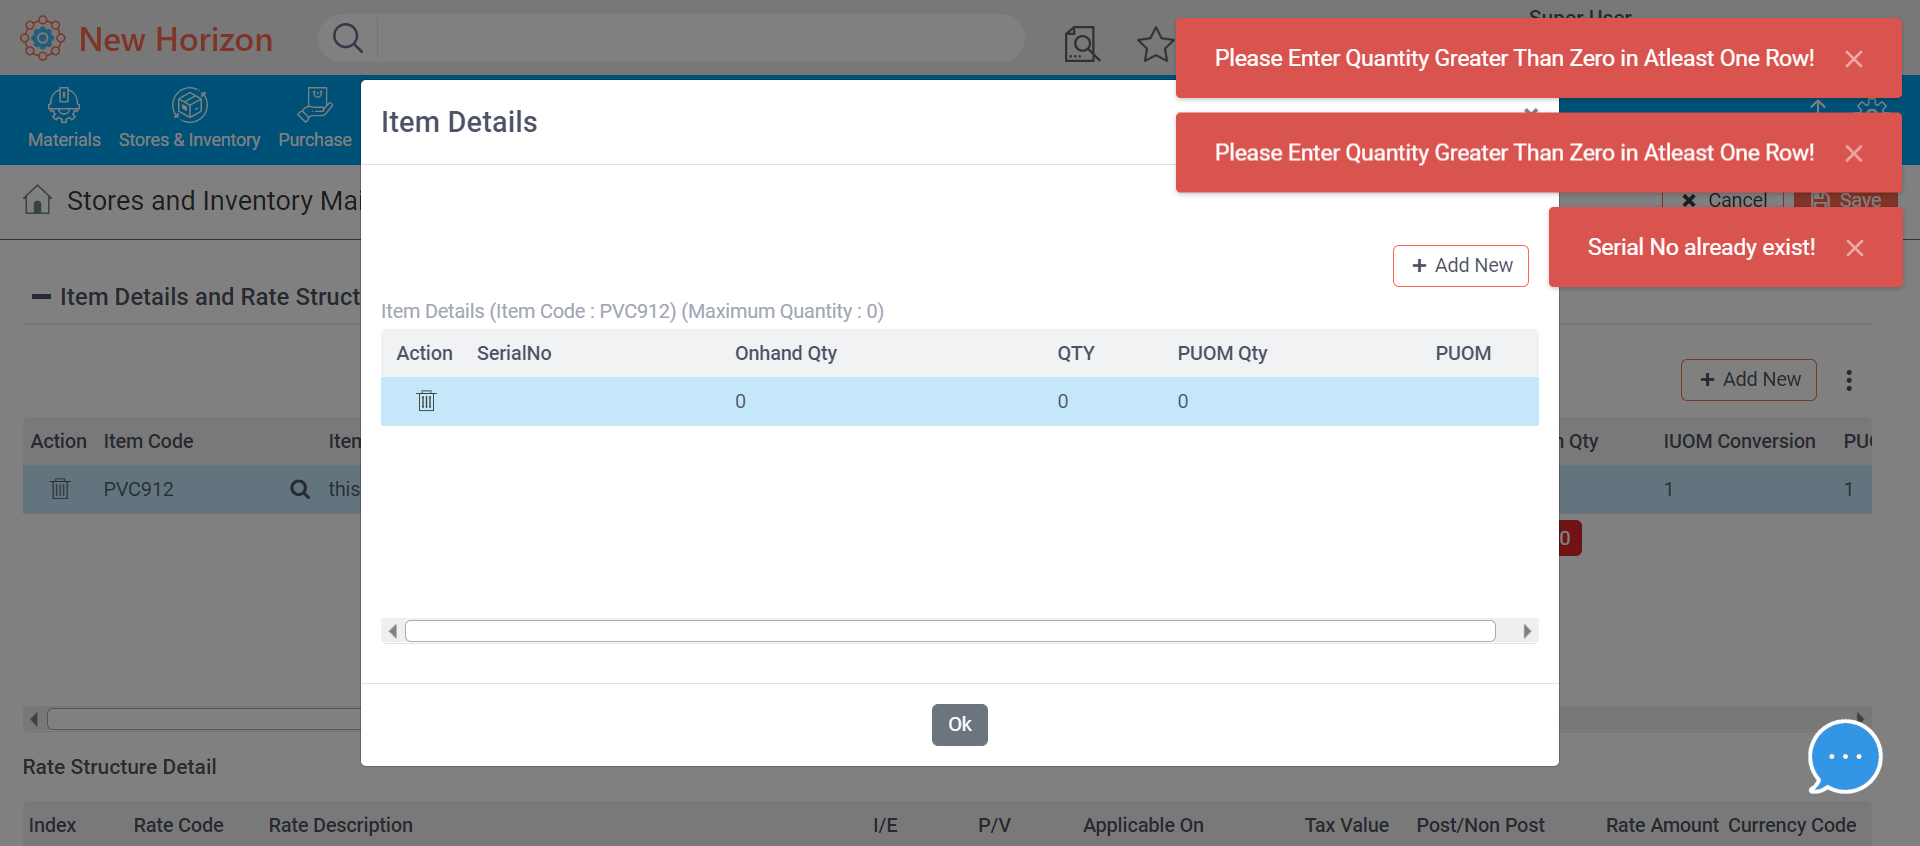 New Horizon
Super User
Please Enter Quantity Greater Than Zero in Atleast One Row!
Please Enter Quantity Greater Than Zero in Atleast One Row!
Serial No already exist!
Materials
Stores & Inventory
Purchase
Stores and Inventory Mai
Cancel
Save
Item Details
Add New
Item Details and Rate Struct
Item Details (Item Code : PVC912) (Maximum Quantity : 0)
Action SerialNo Onhand Qty QTY PUOM Qty PUOM
0 0 0
Add New
Action Item Code Iten Qty IUOM Conversion PU
PVC912 this 1 1
0
Ok
Rate Structure Detail
Index Rate Code Rate Description I/E P/V Applicable On Tax Value Post/Non Post Rate Amount Currency Code